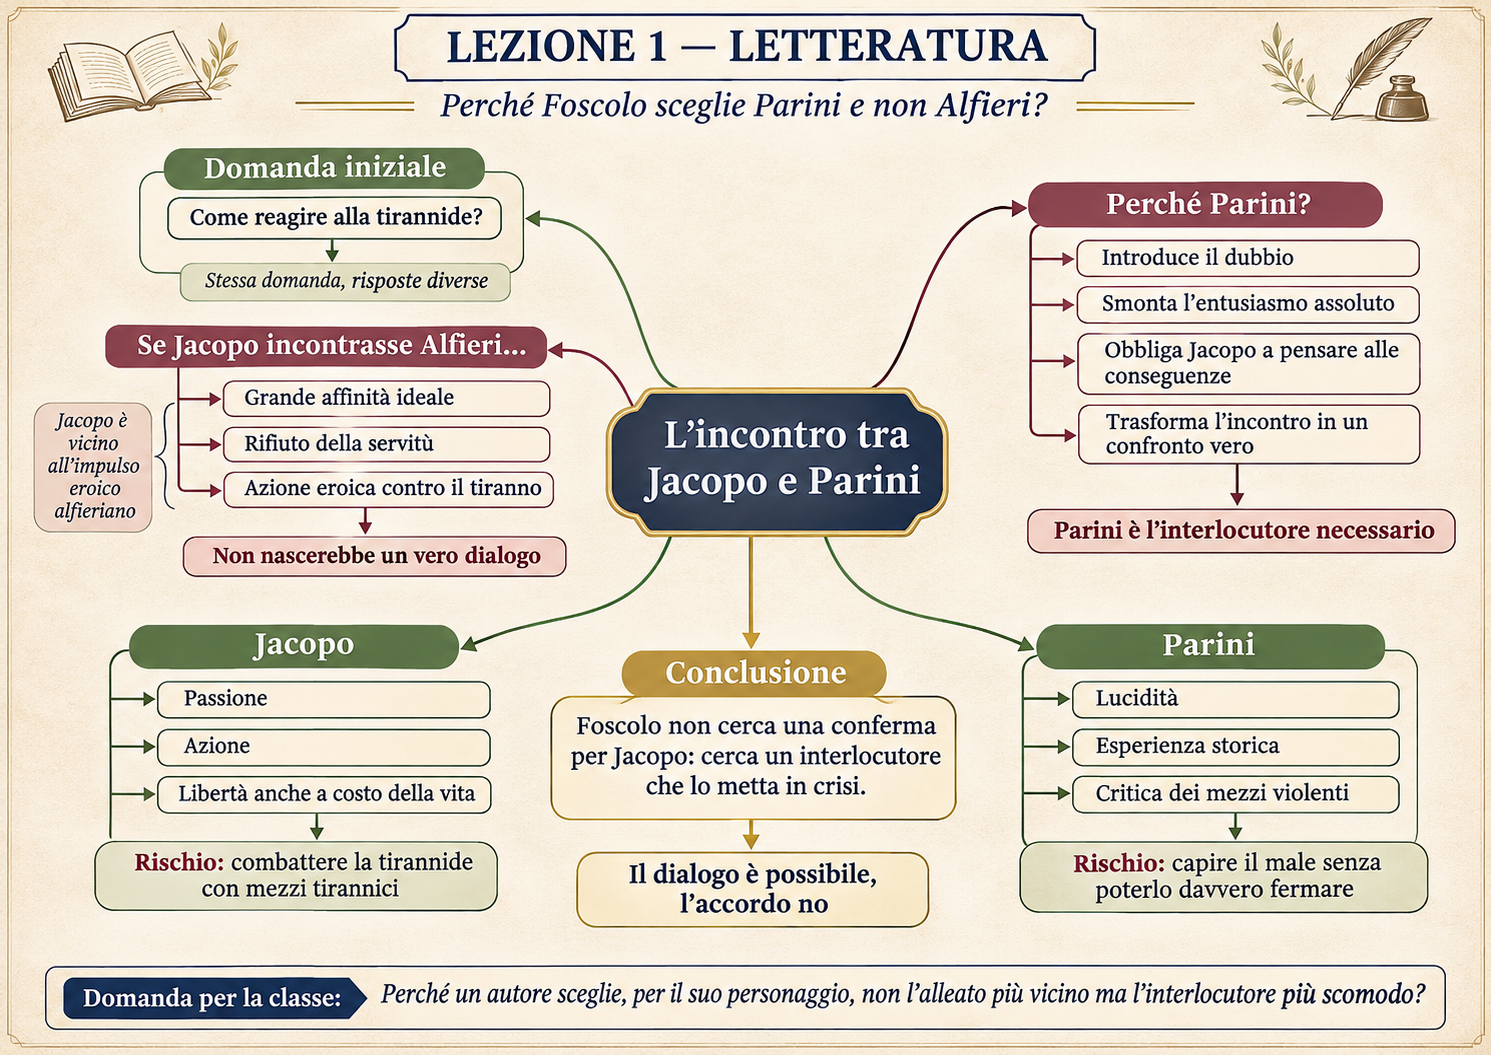 LEZIONE 1 — LETTERATURA
Perché Foscolo sceglie Parini e non Alfieri?
Domanda iniziale
Come reagire alla tirannide?
Stessa domanda, risposte diverse
Se Jacopo incontrasse Alfieri...
Grande affinità ideale
Rifiuto della servitù
Azione eroica contro il tiranno
Jacopo è
vicino
all'impulso
eroico
alfieriano
Non nascerebbe un vero dialogo
L'incontro tra
Jacopo e Parini
Perché Parini?
Introduce il dubbio
Smonta l'entusiasmo assoluto
Obbliga Jacopo a pensare alle
conseguenze
Trasforma l'incontro in un
confronto vero
Parini è l'interlocutore necessario
Jacopo
Passione
Azione
Libertà anche a costo della vita
Rischio: combattere la tirannide
con mezzi tirannici
Conclusione
Foscolo non cerca una conferma
per Jacopo: cerca un interlocutore
che lo metta in crisi.
Il dialogo è possibile,
l'accordo no
Parini
Lucidità
Esperienza storica
Critica dei mezzi violenti
Rischio: capire il male senza
poterlo davvero fermare
Domanda per la classe:
Perché un autore sceglie, per il suo personaggio, non l'alleato più vicino ma l'interlocutore più scomodo?